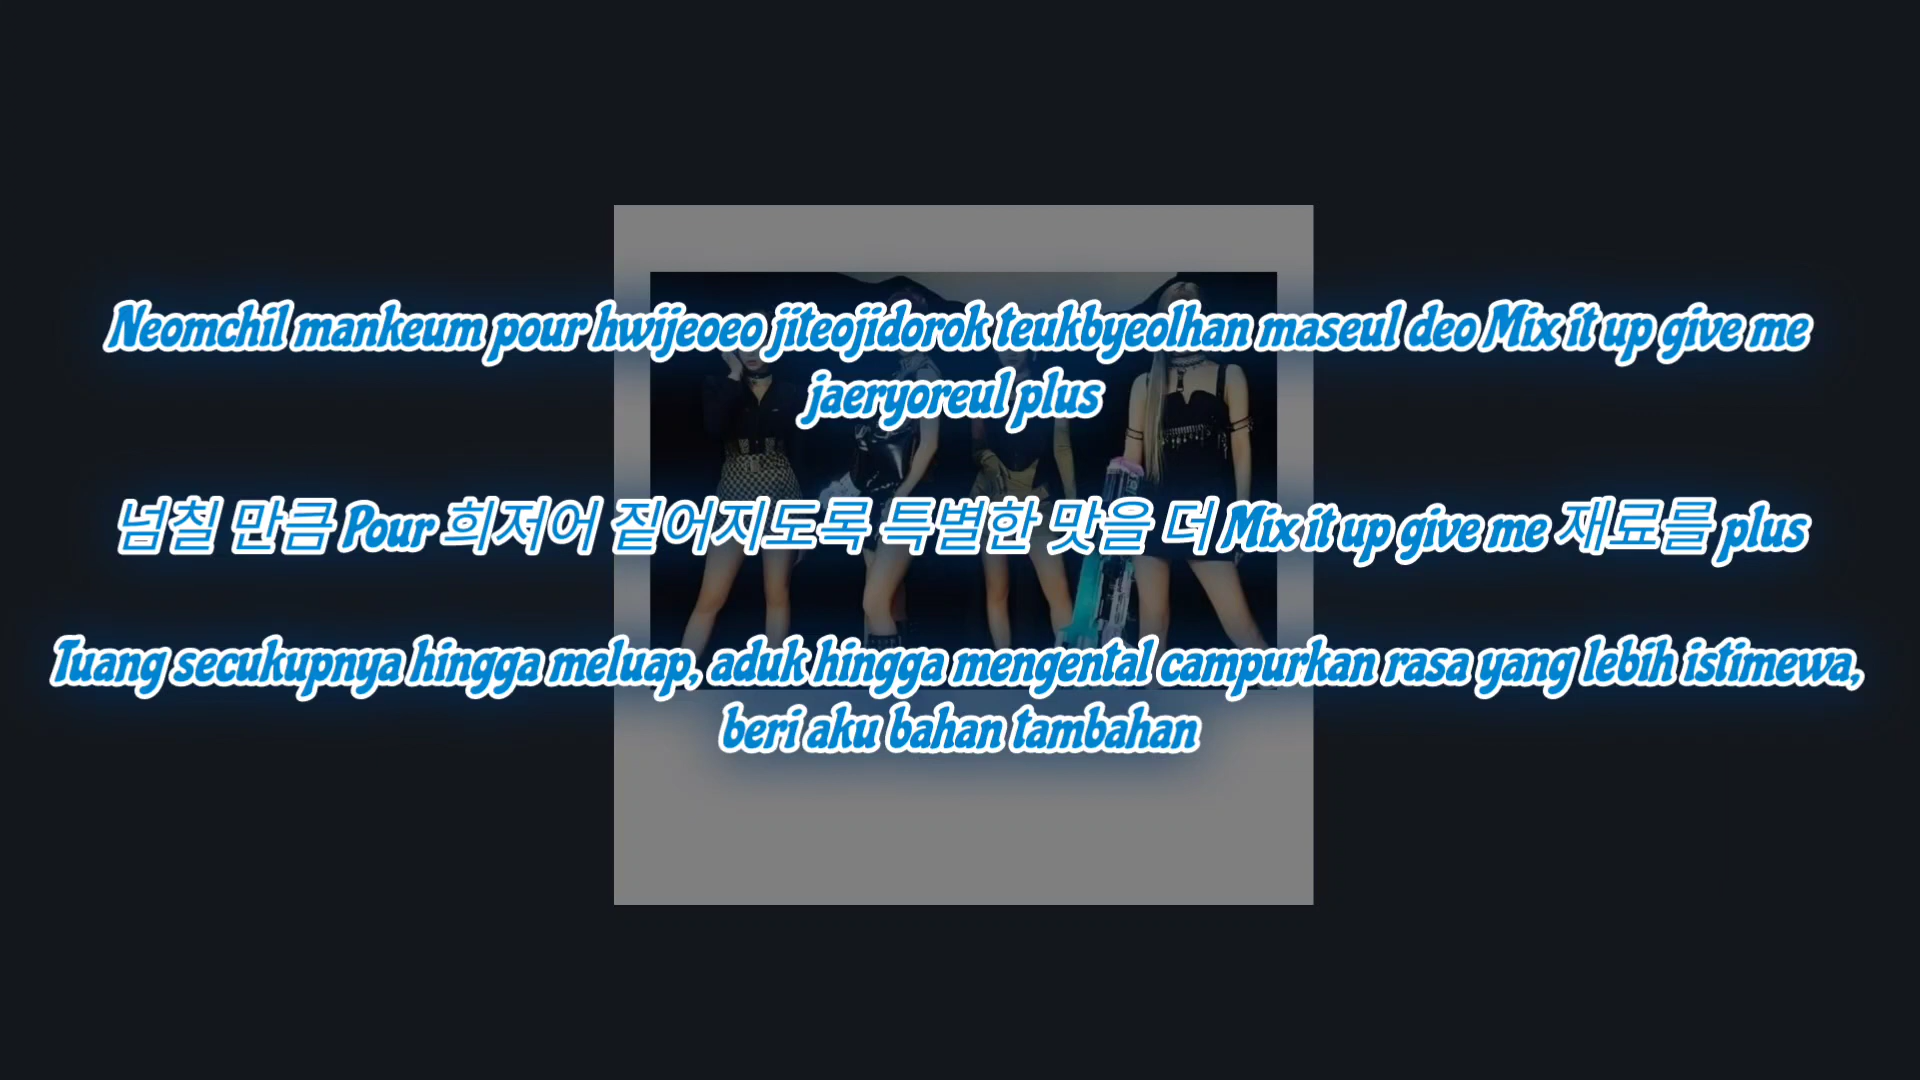 Neomchil mankeum pour hwijeoeo jiteojidorok teukbyeolhan maseul deo Mix it up give me
jaeryoreul plus
넘칠 만큼 Pour 희저어 짙어지도록 특별한 맛을 더 Mix it up give me 재료를 plus
Tuang secukupnya hingga meluap, aduk hingga mengental campurkan rasa yang lebih istimewa,
beri aku bahan tambahan